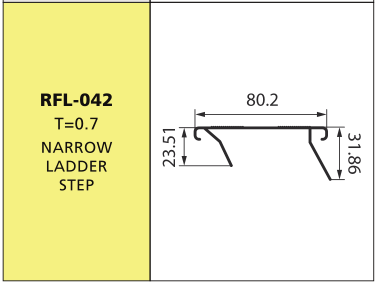 RFL-042
T=0.7
NARROW
LADDER
STEP
80.2
23.51
31.86